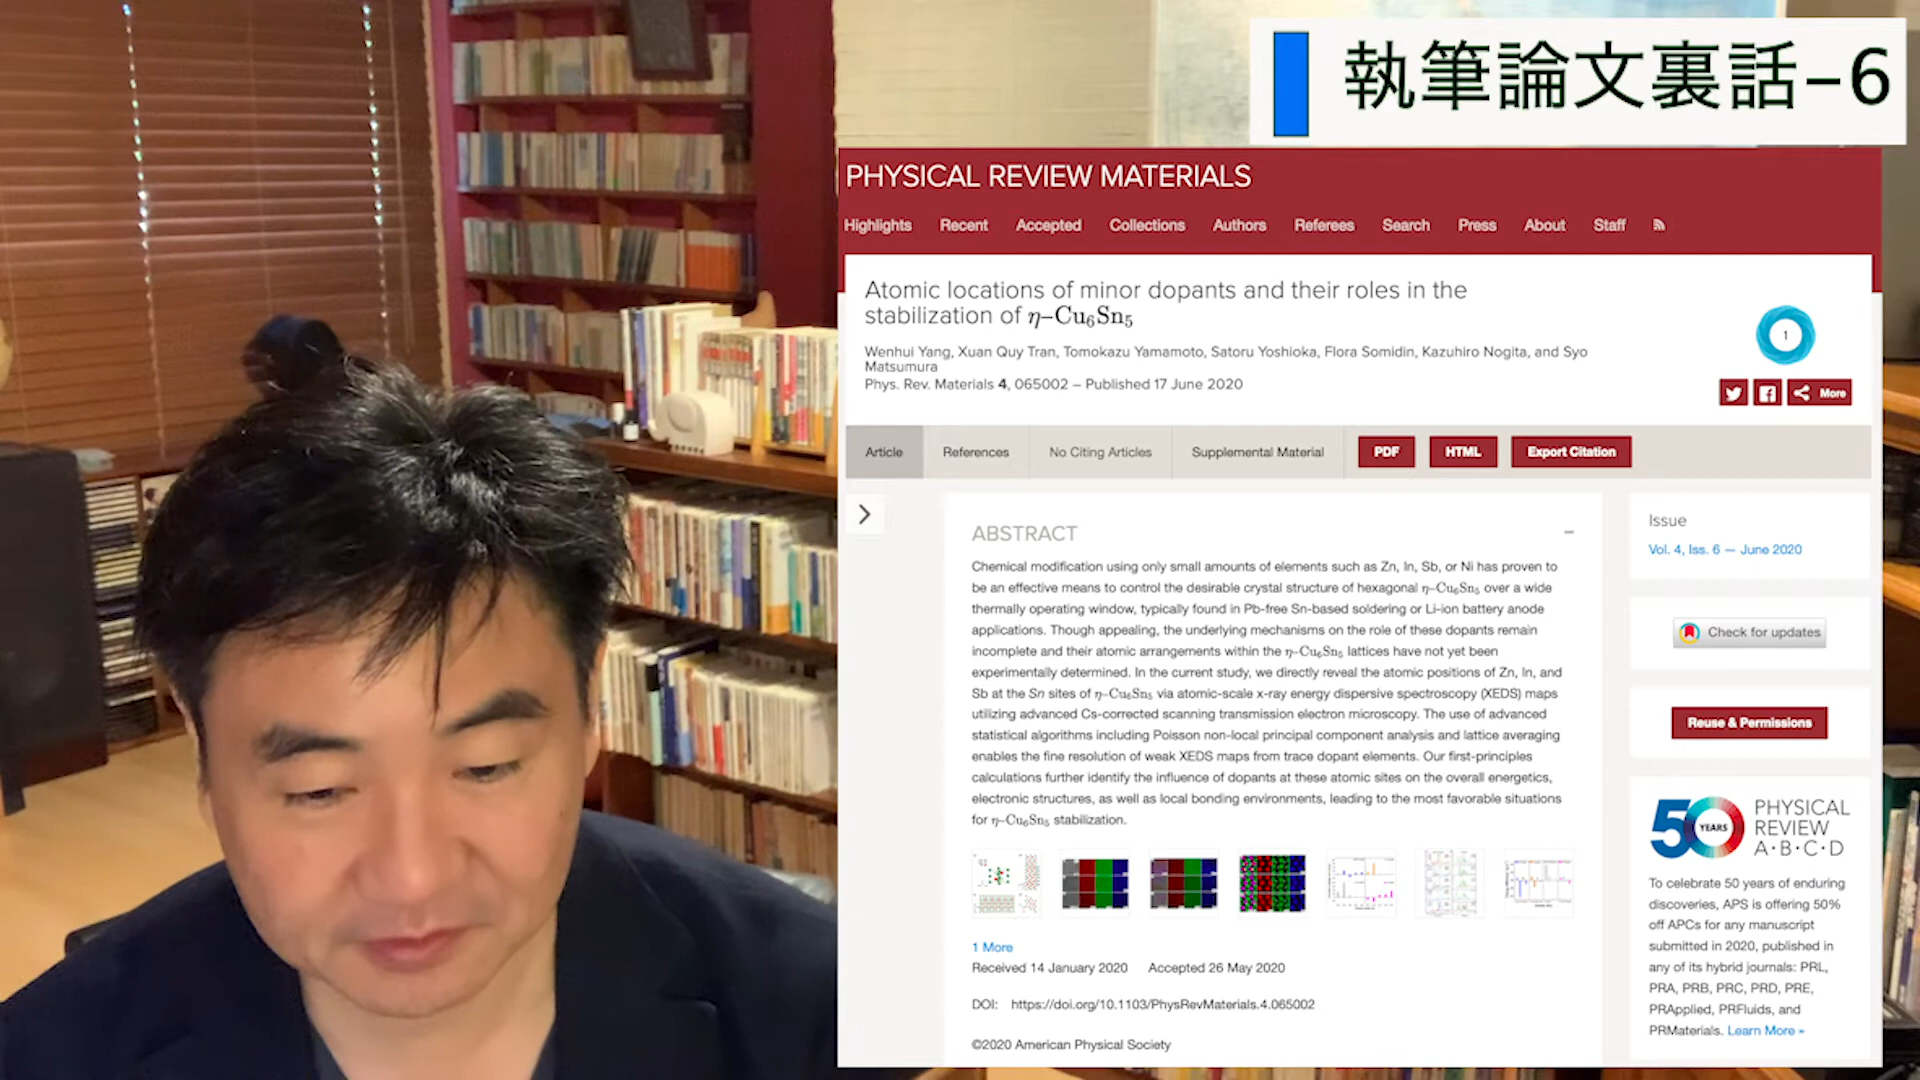 執筆論文裏話-6
PHYSICAL REVIEW MATERIALS
Highlights Recent Accepted Collections Authors Referees Search Press About Staff
Atomic locations of minor dopants and their roles in the
stabilization of η–Cu₆Sn₅
Wenhui Yang, Xuan Quy Tran, Tomokazu Yamamoto, Satoru Yoshioka, Flora Somidin, Kazuhiro Nogita, and Syo
Matsumura
Phys. Rev. Materials 4, 065002 – Published 17 June 2020
1
More
Article References No Citing Articles Supplemental Material PDF HTML Export Citation
ABSTRACT
Chemical modification using only small amounts of elements such as Zn, In, Sb, or Ni has proven to
be an effective means to control the desirable crystal structure of hexagonal η–Cu₆Sn₅ over a wide
thermally operating window, typically found in Pb-free Sn-based soldering or Li-ion battery anode
applications. Though appealing, the underlying mechanisms on the role of these dopants remain
incomplete and their atomic arrangements within the η–Cu₆Sn₅ lattices have not yet been
experimentally determined. In the current study, we directly reveal the atomic positions of Zn, In, and
Sb at the Sn sites of η–Cu₆Sn₅ via atomic-scale x-ray energy dispersive spectroscopy (XEDS) maps
utilizing advanced Cs-corrected scanning transmission electron microscopy. The use of advanced
statistical algorithms including Poisson non-local principal component analysis and lattice averaging
enables the fine resolution of weak XEDS maps from trace dopant elements. Our first-principles
calculations further identify the influence of dopants at these atomic sites on the overall energetics,
electronic structures, as well as local bonding environments, leading to the most favorable situations
for η–Cu₆Sn₅ stabilization.
1 More
Received 14 January 2020 Accepted 26 May 2020
DOI: https://doi.org/10.1103/PhysRevMaterials.4.065002
©2020 American Physical Society
Issue
Vol. 4, Iss. 6 — June 2020
Check for updates
Reuse & Permissions
50 YEARS
PHYSICAL
REVIEW
A·B·C·D
To celebrate 50 years of enduring
discoveries, APS is offering 50%
off APCs for any manuscript
submitted in 2020, published in
any of its hybrid journals: PRL,
PRA, PRB, PRC, PRD, PRE,
PRApplied, PRFluids, and
PRMaterials. Learn More »